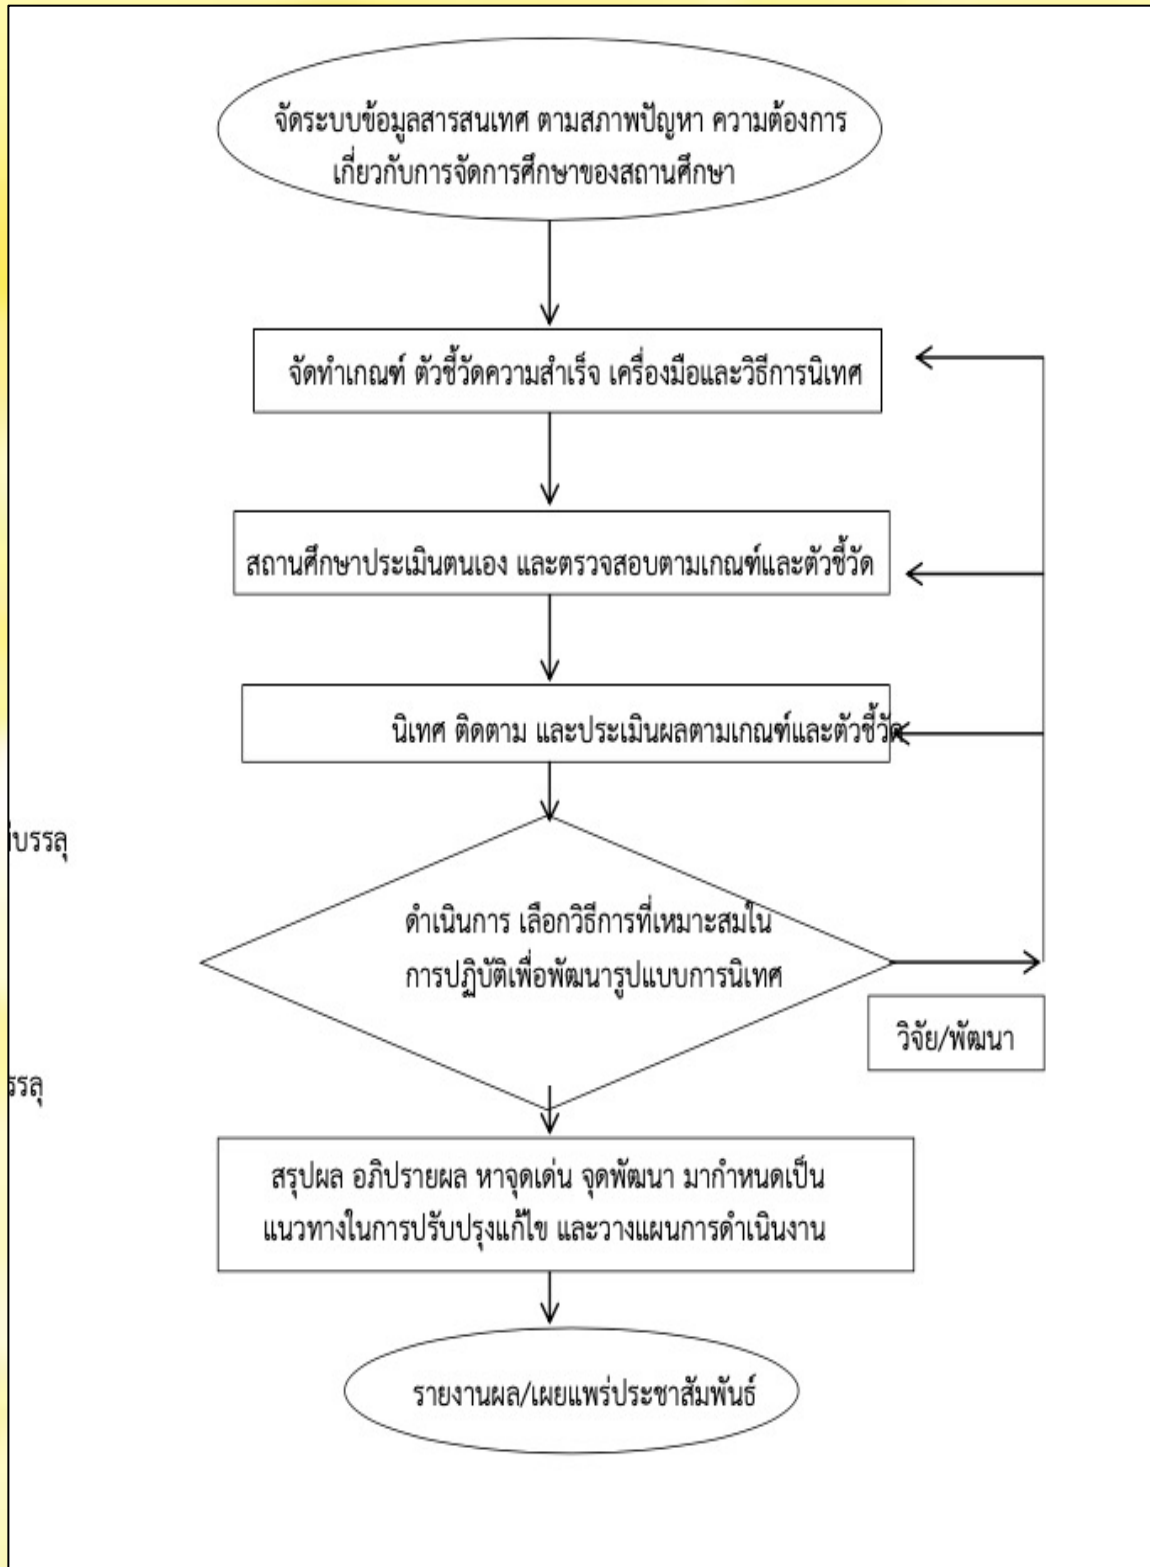 จัดระบบข้อมูลสารสนเทศ ตามสภาพปัญหา ความต้องการ
เกี่ยวกับการจัดการศึกษาของสถานศึกษา
จัดทำเกณฑ์ ตัวชี้วัดความสำเร็จ เครื่องมือและวิธีการนิเทศ
สถานศึกษาประเมินตนเอง และตรวจสอบตามเกณฑ์และตัวชี้วัด
นิเทศ ติดตาม และประเมินผลตามเกณฑ์และตัวชี้วัด
ดำเนินการ เลือกวิธีการที่เหมาะสมใน
การปฏิบัติเพื่อพัฒนารูปแบบการนิเทศ
วิจัย/พัฒนา
สรุปผล อภิปรายผล หาจุดเด่น จุดพัฒนา มากำหนดเป็น
แนวทางในการปรับปรุงแก้ไข และวางแผนการดำเนินงาน
รายงานผล/เผยแพร่ประชาสัมพันธ์